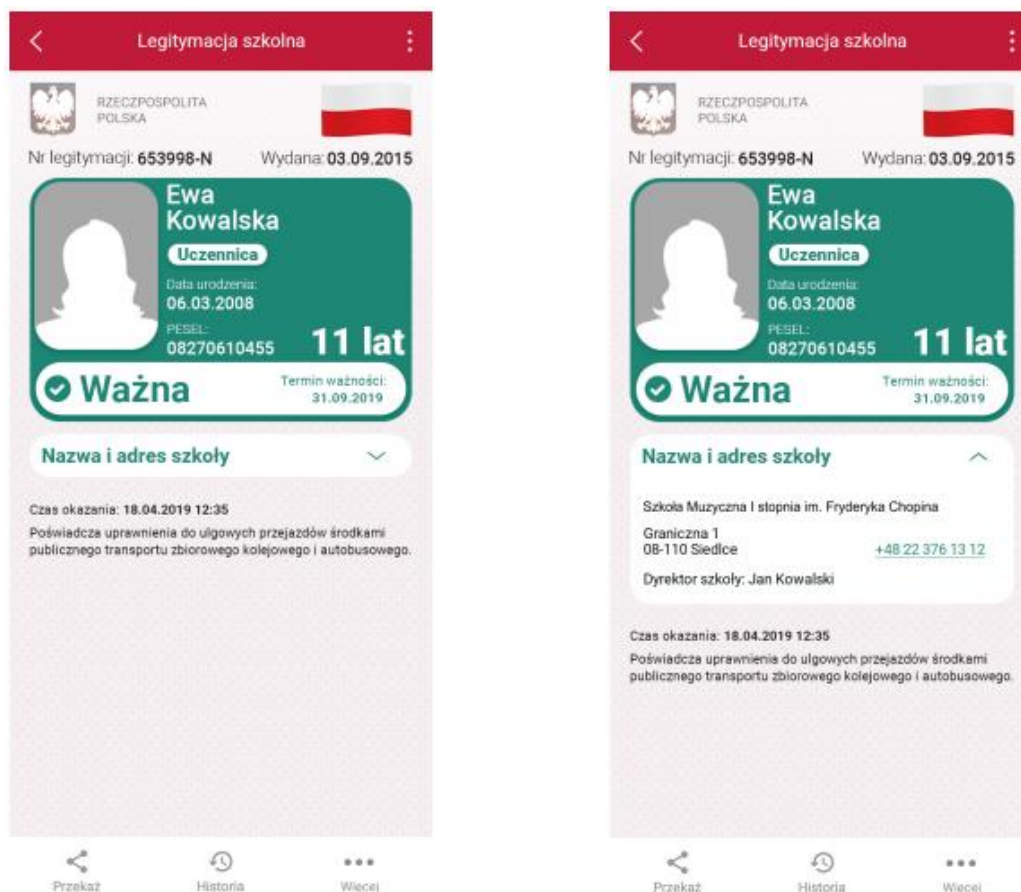 Legitymacja szkolna
RZECZPOSPOLITA
POLSKA
Nr legitymacji: 653998-N Wydana: 03.09.2015
Ewa
Kowalska
Uczennica
Data urodzenia:
06.03.2008
PESEL:
08270610455
11 lat
Ważna
Termin ważności:
31.09.2019
Nazwa i adres szkoły
Czas okazania: 18.04.2019 12:35
Poświadcza uprawnienia do ulgowych przejazdów środkami
publicznego transportu zbiorowego kolejowego i autobusowego.
Przekaż Historia Więcej
Legitymacja szkolna
RZECZPOSPOLITA
POLSKA
Nr legitymacji: 653998-N Wydana: 03.09.2015
Ewa
Kowalska
Uczennica
Data urodzenia:
06.03.2008
PESEL:
08270610455
11 lat
Ważna
Termin ważności:
31.09.2019
Nazwa i adres szkoły
Szkoła Muzyczna I stopnia im. Fryderyka Chopina
Graniczna 1
08-110 Siedlce +48 22 376 13 12
Dyrektor szkoły: Jan Kowalski
Czas okazania: 18.04.2019 12:35
Poświadcza uprawnienia do ulgowych przejazdów środkami
publicznego transportu zbiorowego kolejowego i autobusowego.
Przekaż Historia Więcej